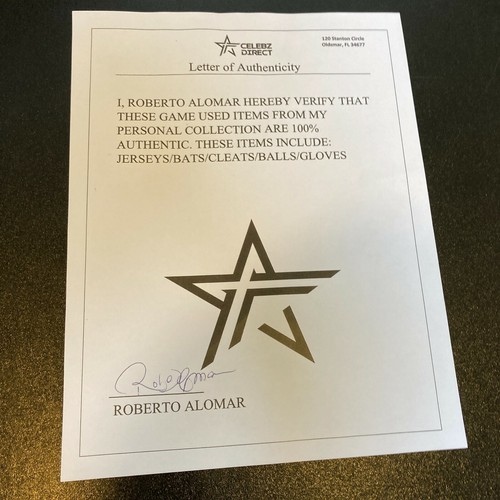 CELEBZ
DIRECT
120 Stanton Circle
Oldsmar, FL 34677
Letter of Authenticity
I, ROBERTO ALOMAR HEREBY VERIFY THAT
THESE GAME USED ITEMS FROM MY
PERSONAL COLLECTION ARE 100%
AUTHENTIC. THESE ITEMS INCLUDE:
JERSEYS/BATS/CLEATS/BALLS/GLOVES
ROBERTO ALOMAR